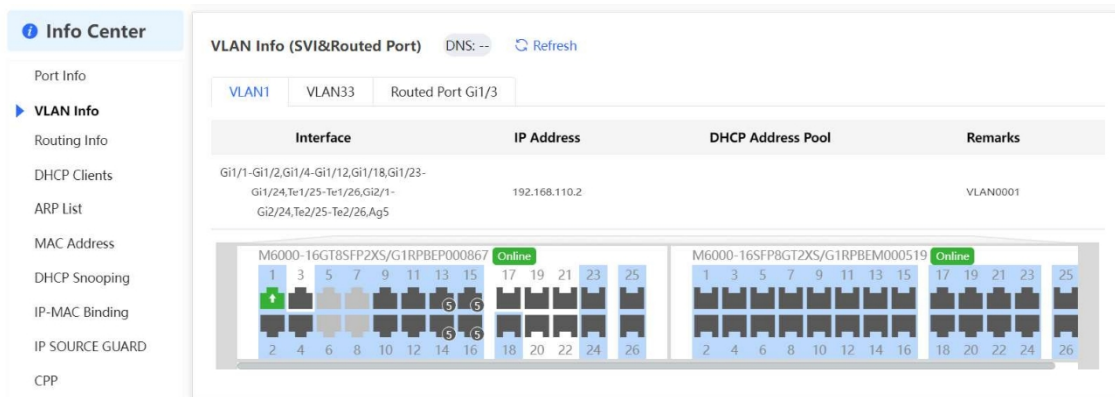 Info Center
Port Info
VLAN Info
Routing Info
DHCP Clients
ARP List
MAC Address
DHCP Snooping
IP-MAC Binding
IP SOURCE GUARD
CPP
VLAN Info (SVI&Routed Port) DNS: -- Refresh
VLAN1 VLAN33 Routed Port Gi1/3
Interface IP Address DHCP Address Pool Remarks
Gi1/1-Gi1/2,Gi1/4-Gi1/12,Gi1/18,Gi1/23-
Gi1/24,Te1/25-Te1/26,Gi2/1-
Gi2/24,Te2/25-Te2/26,Ag5
192.168.110.2
VLAN0001
M6000-16GT8SFP2XS/G1RPBEP000867 Online
1 3 5 7 9 11 13 15 17 19 21 23 25
5 5
5 5
2 4 6 8 10 12 14 16 18 20 22 24 26
M6000-16SFP8GT2XS/G1RPBEM000519 Online
1 3 5 7 9 11 13 15 17 19 21 23 25
2 4 6 8 10 12 14 16 18 20 22 24 26